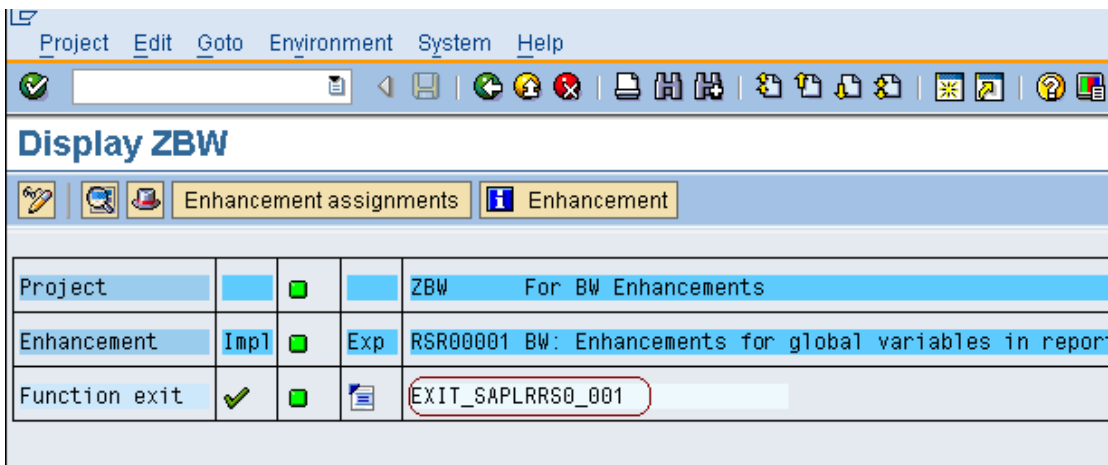 Project Edit Goto Environment System Help
Display ZBW
Enhancement assignments Enhancement
Project ZBW For BW Enhancements
Enhancement Impl Exp RSR00001 BW: Enhancements for global variables in repor
Function exit EXIT_SAPLRRS0_001